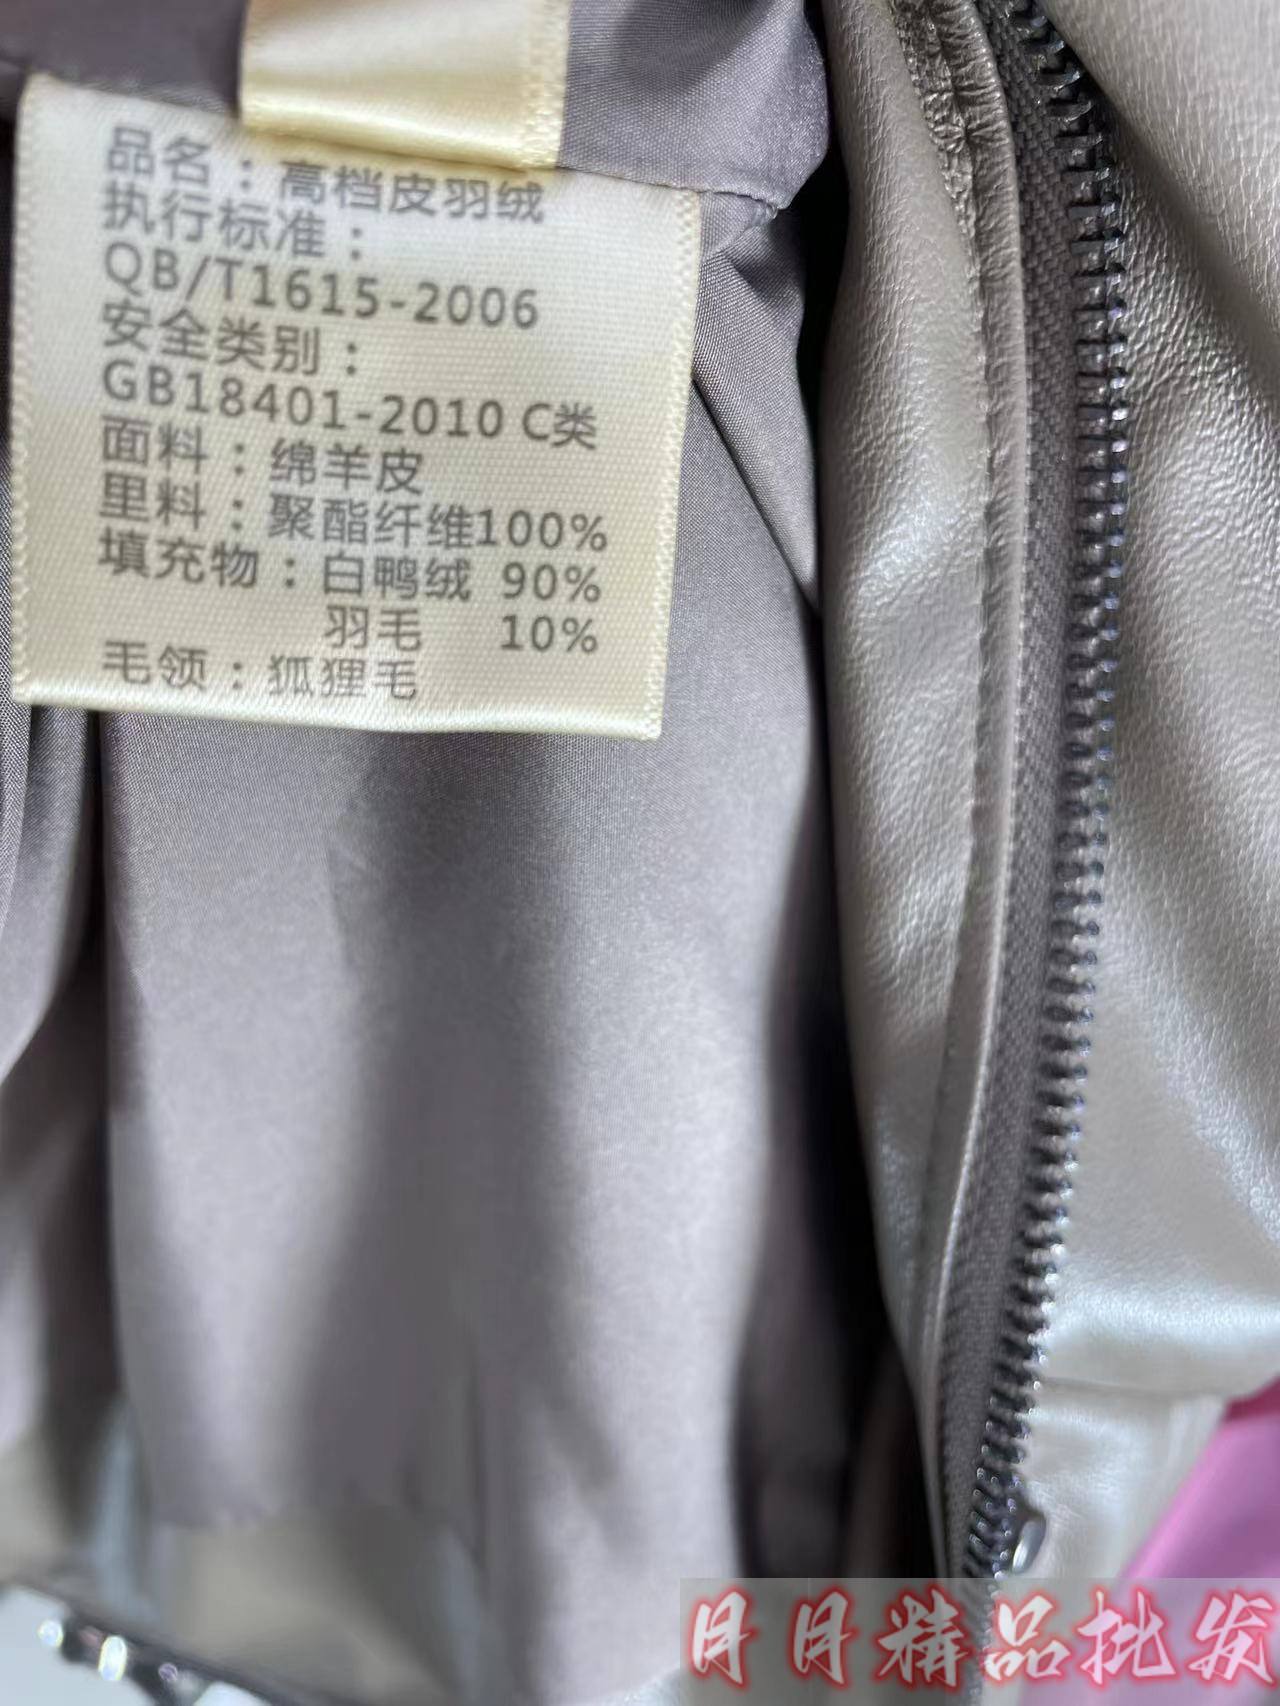 品名：高档皮羽绒
执行标准：
QB/T1615-2006
安全类别：
GB18401-2010 C类
面料：绵羊皮
里料：聚酯纤维100%
填充物：白鸭绒 90%
羽毛 10%
毛领：狐狸毛
月月精品批发